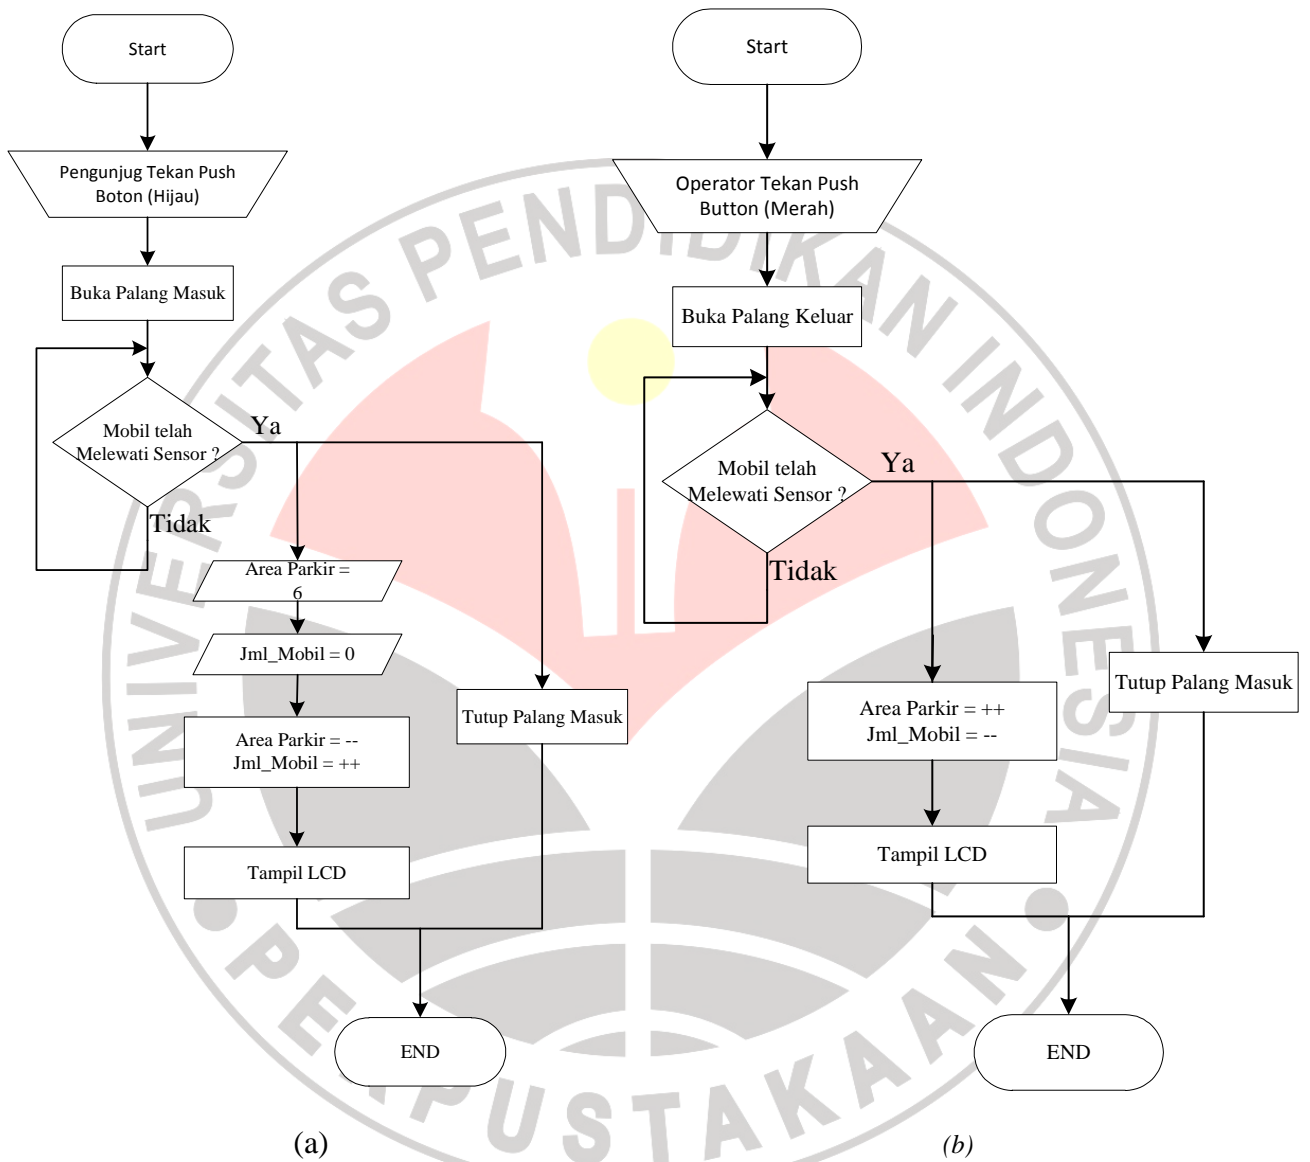 Start
Pengunjug Tekan Push
Boton (Hijau)
Buka Palang Masuk
Mobil telah
Melewati Sensor ?
Ya
Tidak
Area Parkir =
6
Jml_Mobil = 0
Area Parkir = --
Jml_Mobil = ++
Tampil LCD
Tutup Palang Masuk
END
(a)
Start
Operator Tekan Push
Button (Merah)
Buka Palang Keluar
Mobil telah
Melewati Sensor ?
Ya
Tidak
Area Parkir = ++
Jml_Mobil = --
Tampil LCD
Tutup Palang Masuk
END
(b)
UNIVERSITAS PENDIDIKAN INDONESIA
PERPUSTAKAAN